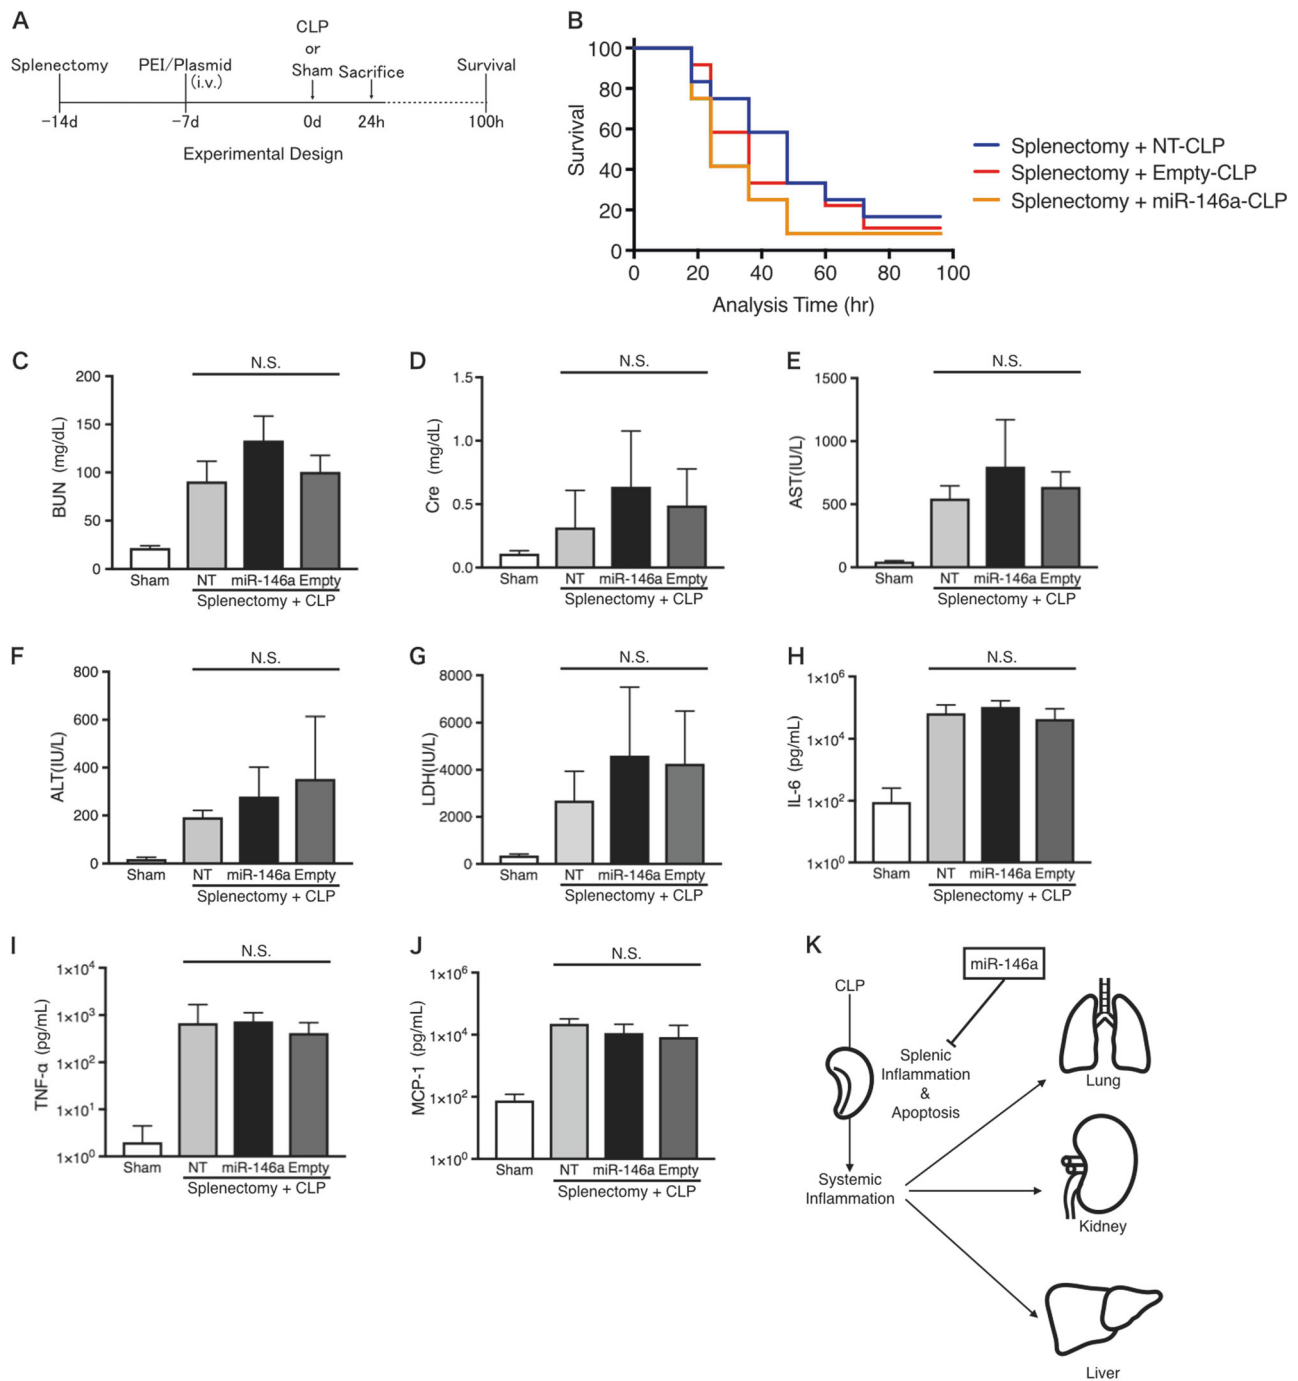 A
Splenectomy
PEI/Plasmid
(i.v.)
CLP
or
Sham
Sacrifice
Survival
−14d
−7d
0d
24h
100h
Experimental Design
B
Survival
100
80
60
40
20
0
0 20 40 60 80 100
Analysis Time (hr)
Splenectomy + NT-CLP
Splenectomy + Empty-CLP
Splenectomy + miR-146a-CLP
C
N.S.
BUN (mg/dL)
200
150
100
50
0
Sham NT miR-146a Empty
Splenectomy + CLP
D
N.S.
Cre (mg/dL)
1.5
1.0
0.5
0.0
Sham NT miR-146a Empty
Splenectomy + CLP
E
N.S.
AST(IU/L)
1500
1000
500
0
Sham NT miR-146a Empty
Splenectomy + CLP
F
N.S.
ALT(IU/L)
800
600
400
200
0
Sham NT miR-146a Empty
Splenectomy + CLP
G
N.S.
LDH(IU/L)
8000
6000
4000
2000
0
Sham NT miR-146a Empty
Splenectomy + CLP
H
N.S.
IL-6 (pg/mL)
1×10⁶
1×10⁴
1×10²
1×10⁰
Sham NT miR-146a Empty
Splenectomy + CLP
I
N.S.
TNF-α (pg/mL)
1×10⁴
1×10³
1×10²
1×10¹
1×10⁰
Sham NT miR-146a Empty
Splenectomy + CLP
J
N.S.
MCP-1 (pg/mL)
1×10⁶
1×10⁴
1×10²
1×10⁰
Sham NT miR-146a Empty
Splenectomy + CLP
K
miR-146a
CLP
Splenic
Inflammation
&
Apoptosis
Systemic
Inflammation
Lung
Kidney
Liver